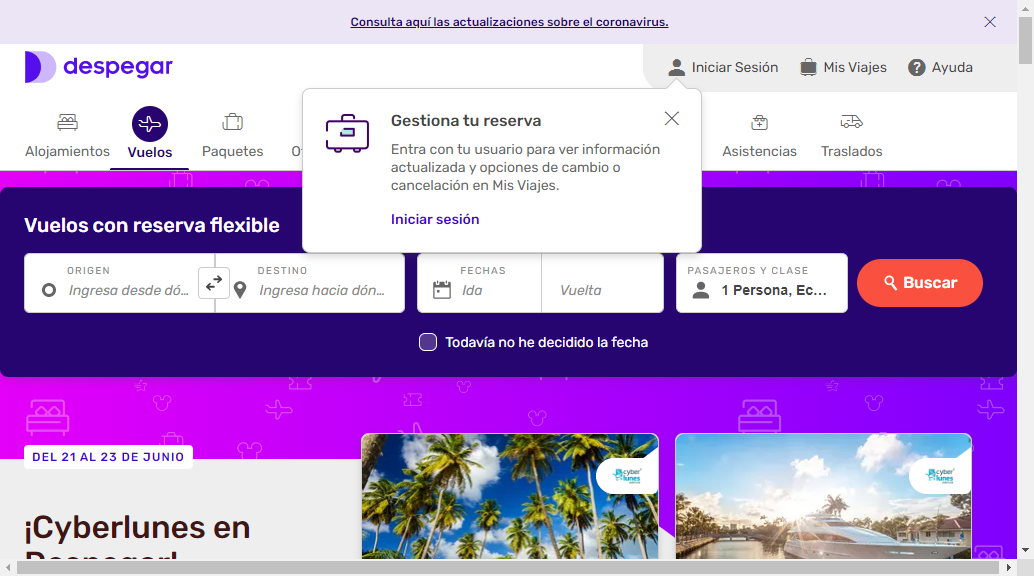 Consulta aquí las actualizaciones sobre el coronavirus.
despegar
Iniciar Sesión
Mis Viajes
Ayuda
Alojamientos
Vuelos
Paquetes
Asistencias
Traslados
Gestiona tu reserva
Entra con tu usuario para ver información
actualizada y opciones de cambio o
cancelación en Mis Viajes.
Iniciar sesión
Vuelos con reserva flexible
ORIGEN
Ingresa desde dó...
DESTINO
Ingresa hacia dón...
FECHAS
Ida
Vuelta
PASAJEROS Y CLASE
1 Persona, Ec...
Buscar
Todavía no he decidido la fecha
DEL 21 AL 23 DE JUNIO
cyber
lunes
cyber
lunes
¡Cyberlunes en
Despegar!